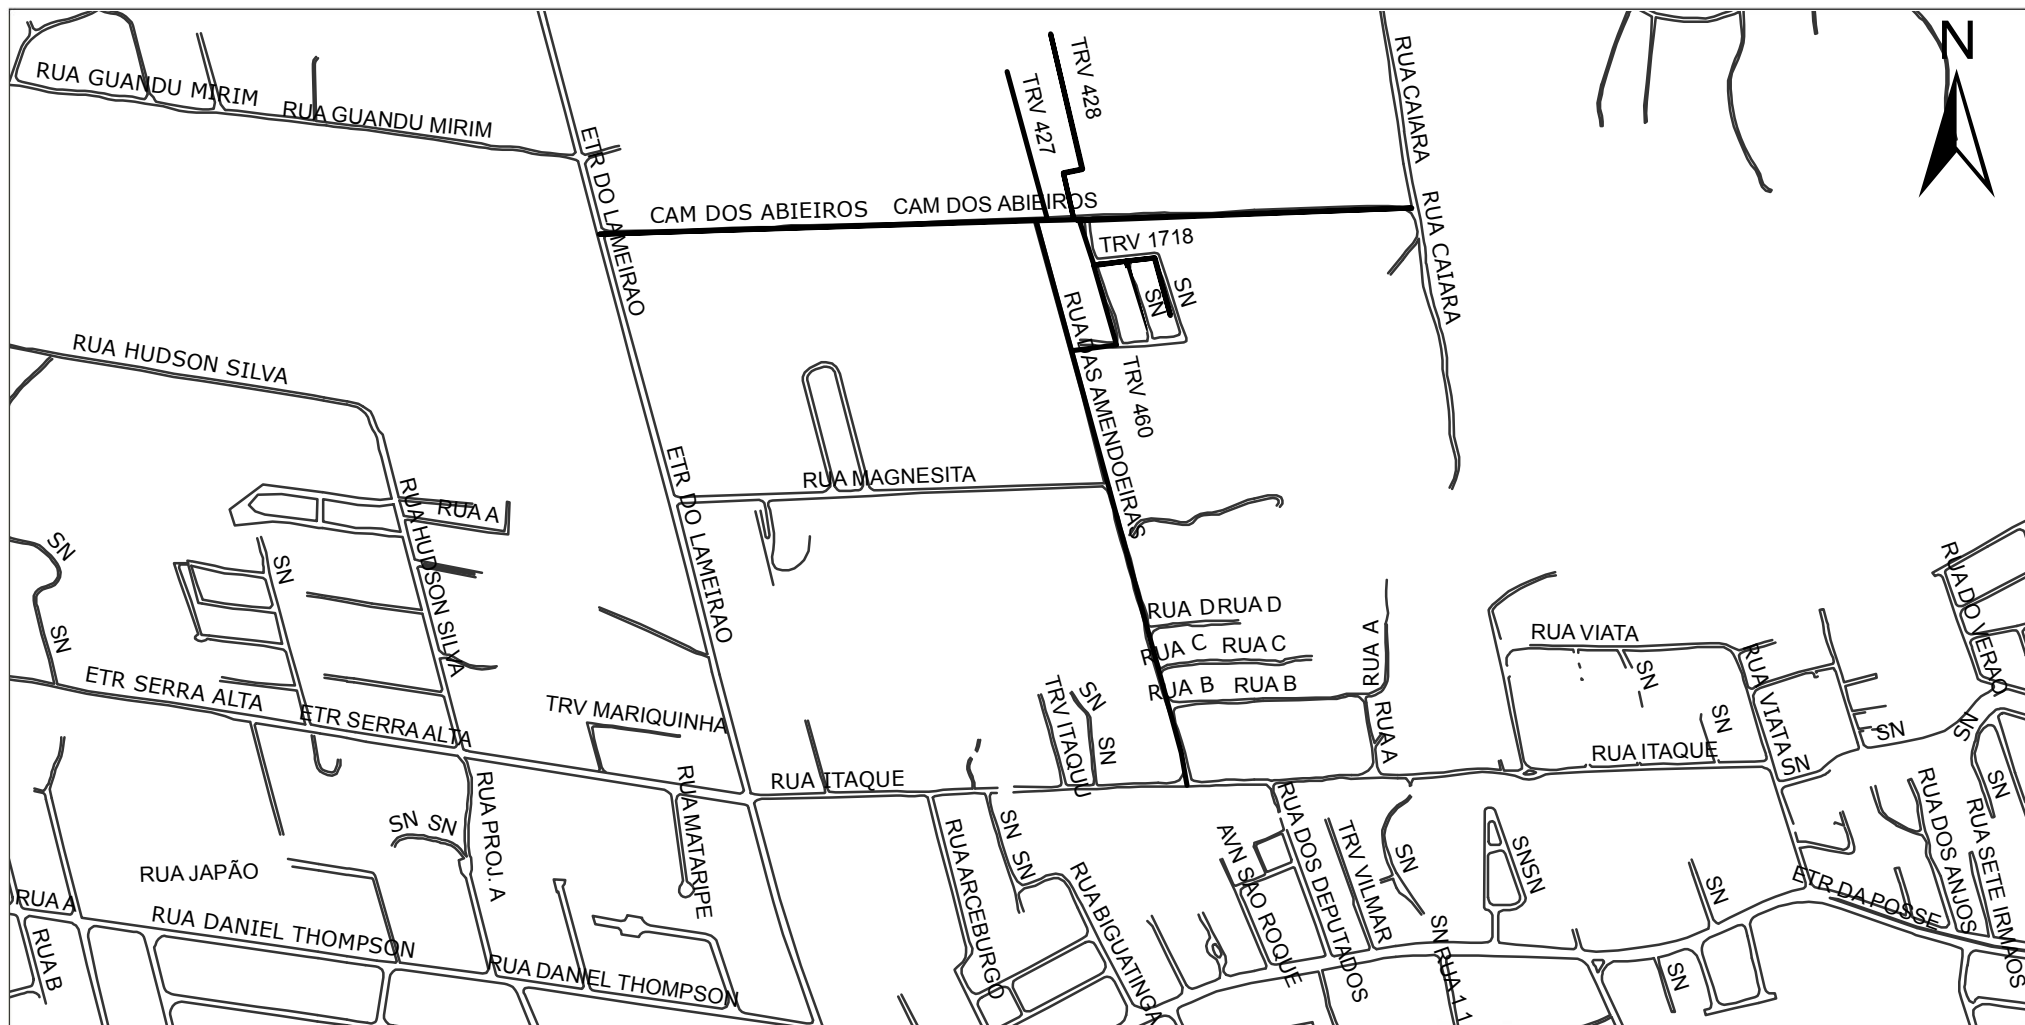 N
RUA GUANDU MIRIM
RUA GUANDU MIRIM
ETR DO LAMEIRAO
TRV 427
TRV 428
RUA CAIARA
RUA CAIARA
CAM DOS ABIEIROS
CAM DOS ABIEIROS
TRV 1718
SN
SN
RUA DAS AMENDOEIRAS
TRV 460
RUA HUDSON SILVA
RUA HUDSON SILVA
RUA A
ETR DO LAMEIRAO
RUA MAGNESITA
SN
SN
SN
RUA D
RUA D
RUA C
RUA C
RUA B
RUA B
RUA A
RUA A
RUA VIATA
SN
RUA VIATA
SN
SN
RUA DO VERAO
SN
SN
ETR SERRA ALTA
ETR SERRA ALTA
TRV MARIQUINHA
RUA MATARIPE
RUA ITAQUE
TRV ITAQUU
SN
SN
RUA ITAQUE
RUA PROJ. A
SN
SN
RUA JAPÃO
RUA A
RUA B
RUA DANIEL THOMPSON
RUA DANIEL THOMPSON
RUA ARCEBURGO
SN
SN
RUA BIGUATINGA
AVN SAO ROQUE
RUA DOS DEPUTADOS
TRV VILMAR
SN
SN
RUA 1.1
SN
SN
SN
SN
ETR DA POSSE
RUA DOS ANJOS
RUA SETE IRMAOS
SN